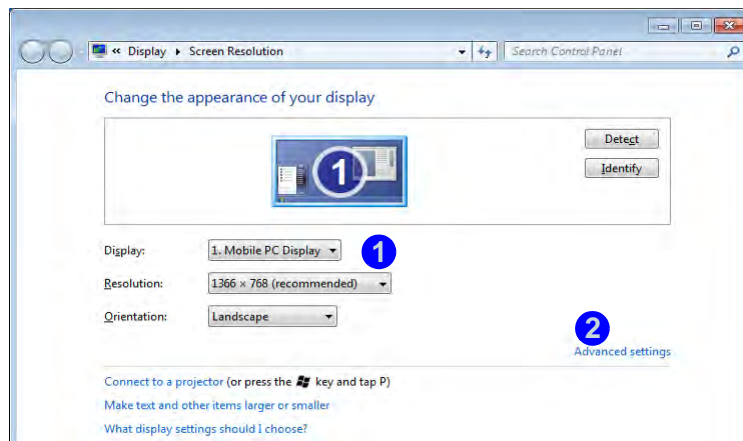 « Display ▸ Screen Resolution
Search Control Panel
Change the appearance of your display
1
Detect
Identify
Display: 1. Mobile PC Display
1
Resolution: 1366 × 768 (recommended)
Orientation: Landscape
2
Advanced settings
Connect to a projector (or press the key and tap P)
Make text and other items larger or smaller
What display settings should I choose?